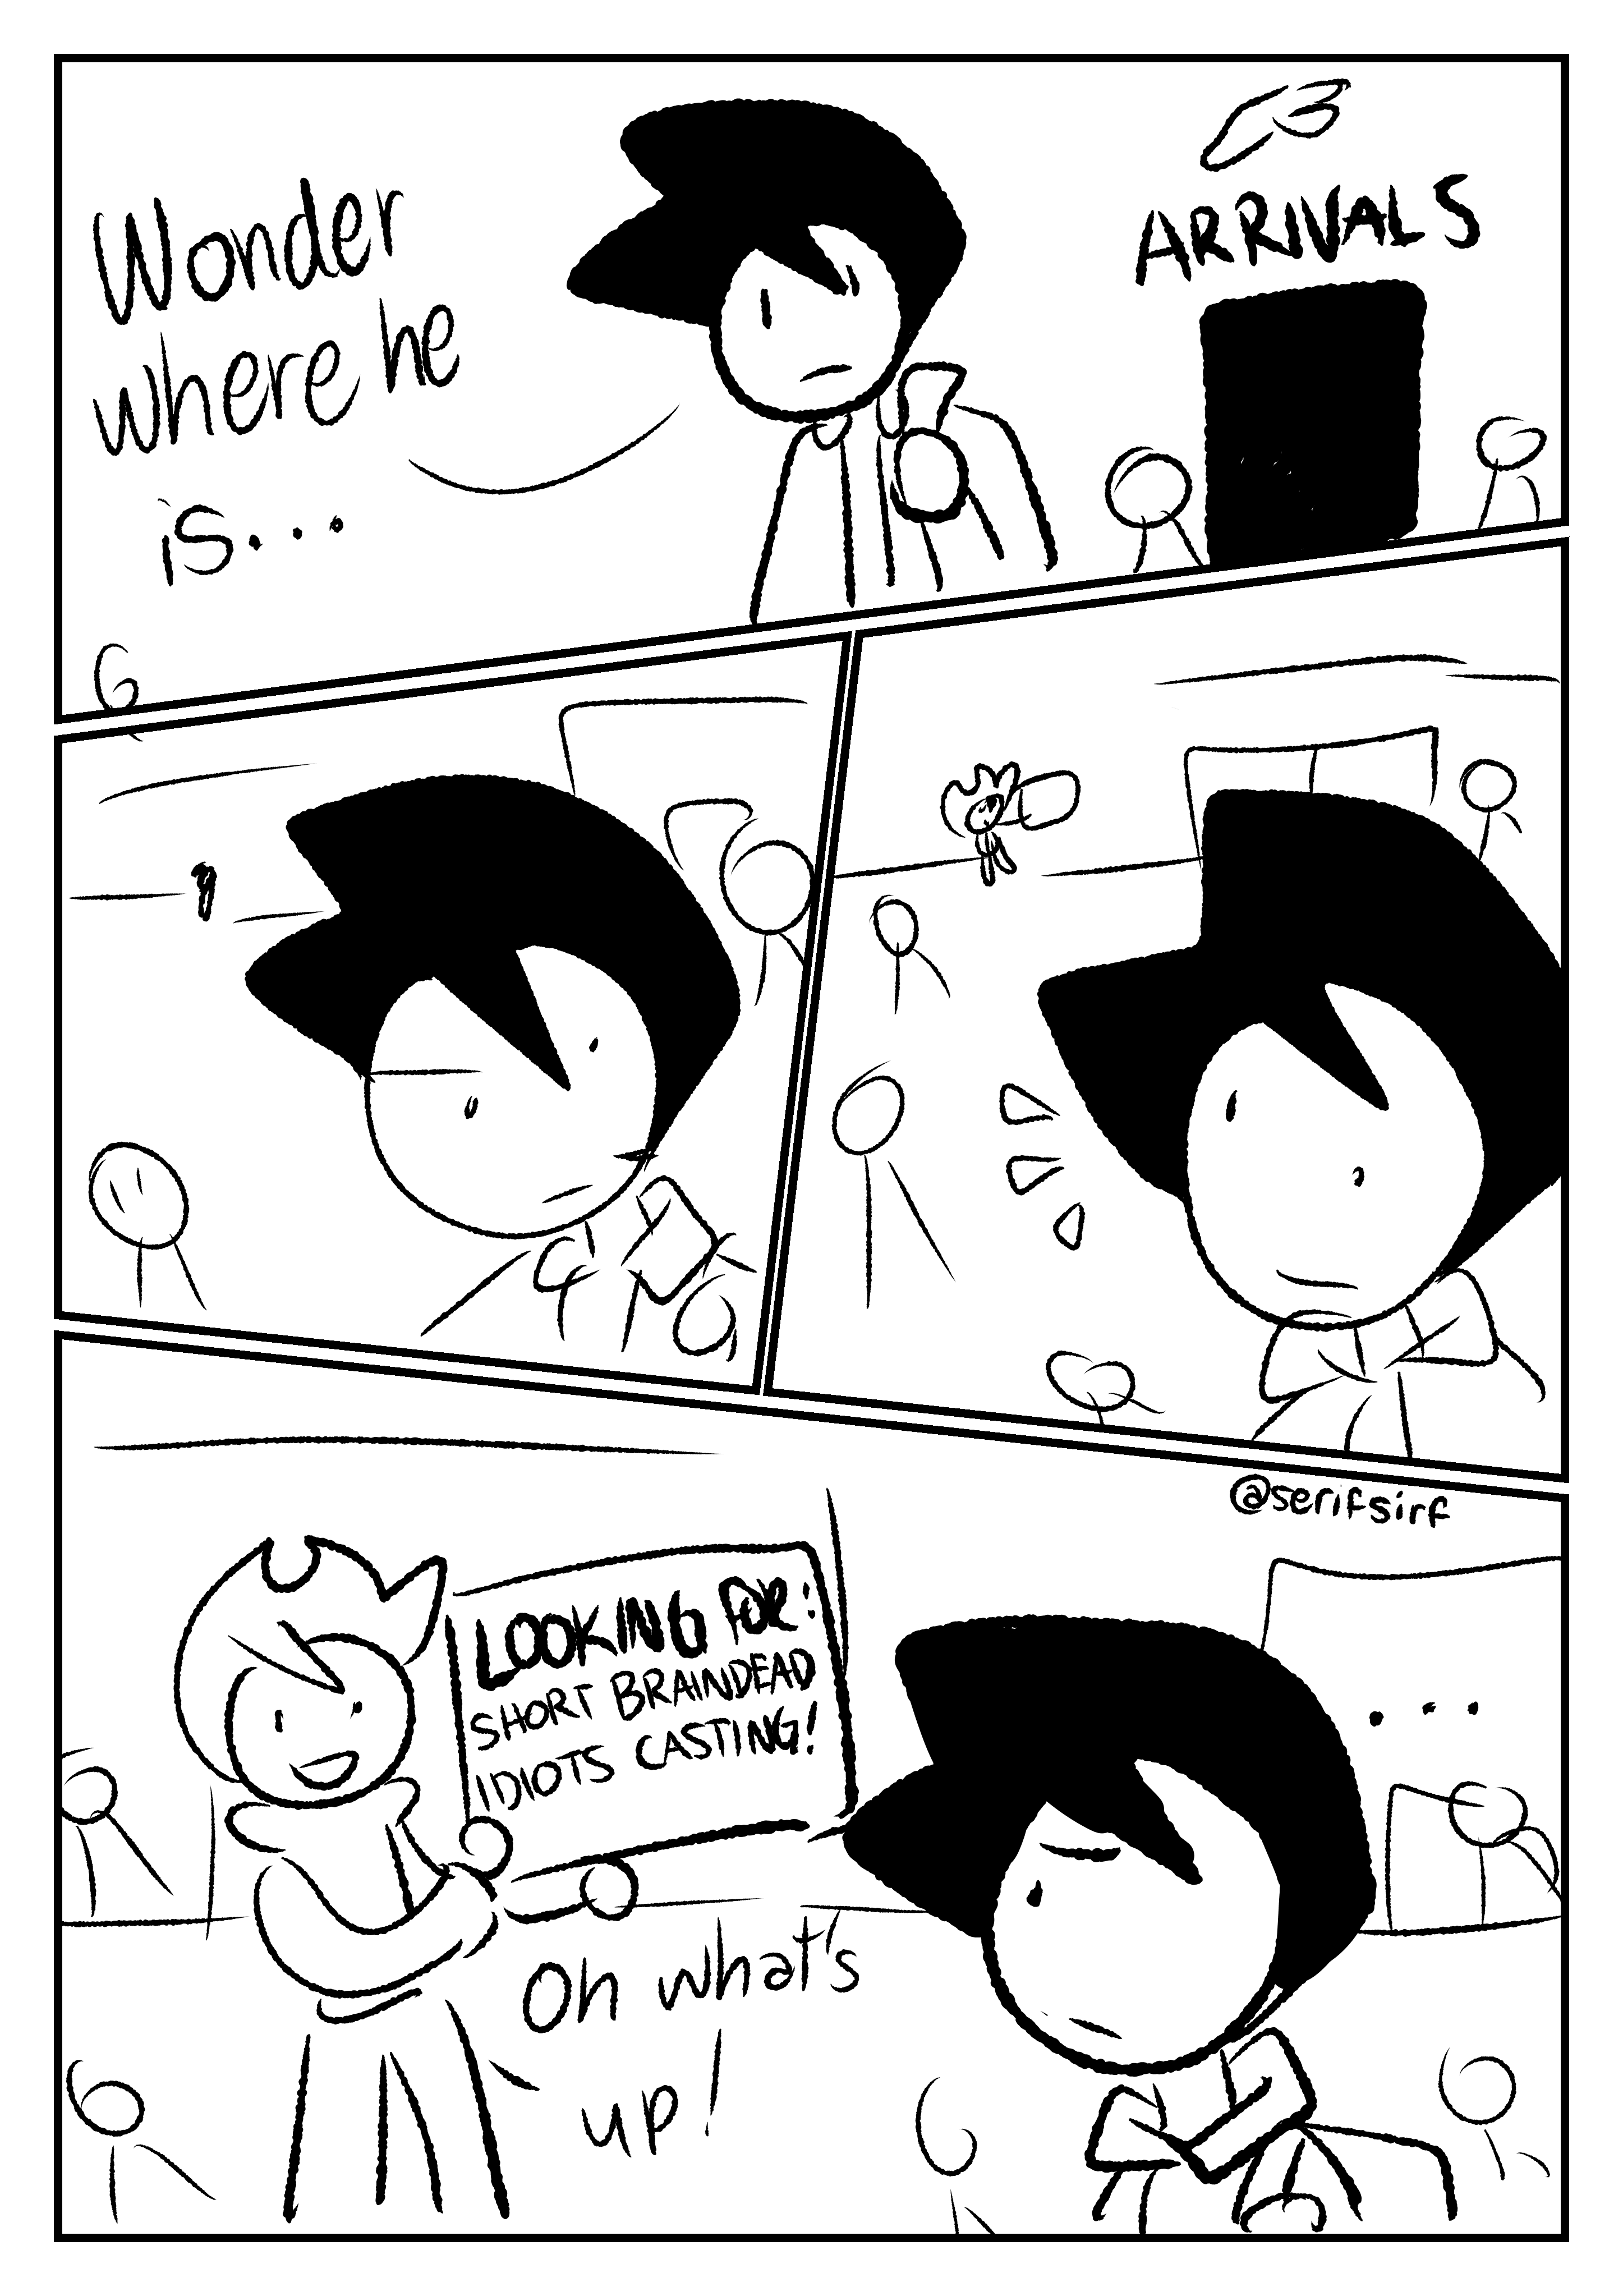 Wonder
where he
is...
ARRIVALS
@serifsirf
LOOKING FOR:
SHORT BRAINDEAD
IDIOTS CASTING!
...
Oh what's
up!